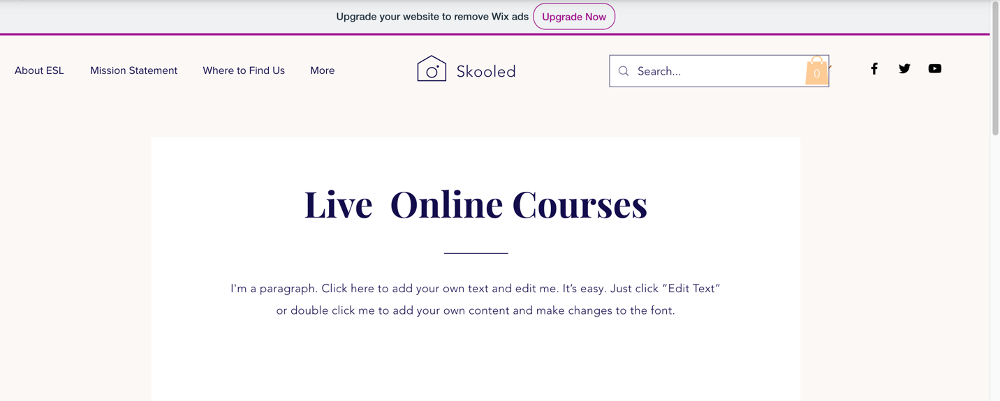 Upgrade your website to remove Wix ads Upgrade Now
About ESL Mission Statement Where to Find Us More Skooled Search... 0
Live  Online Courses
I'm a paragraph. Click here to add your own text and edit me. It’s easy. Just click “Edit Text”
or double click me to add your own content and make changes to the font.